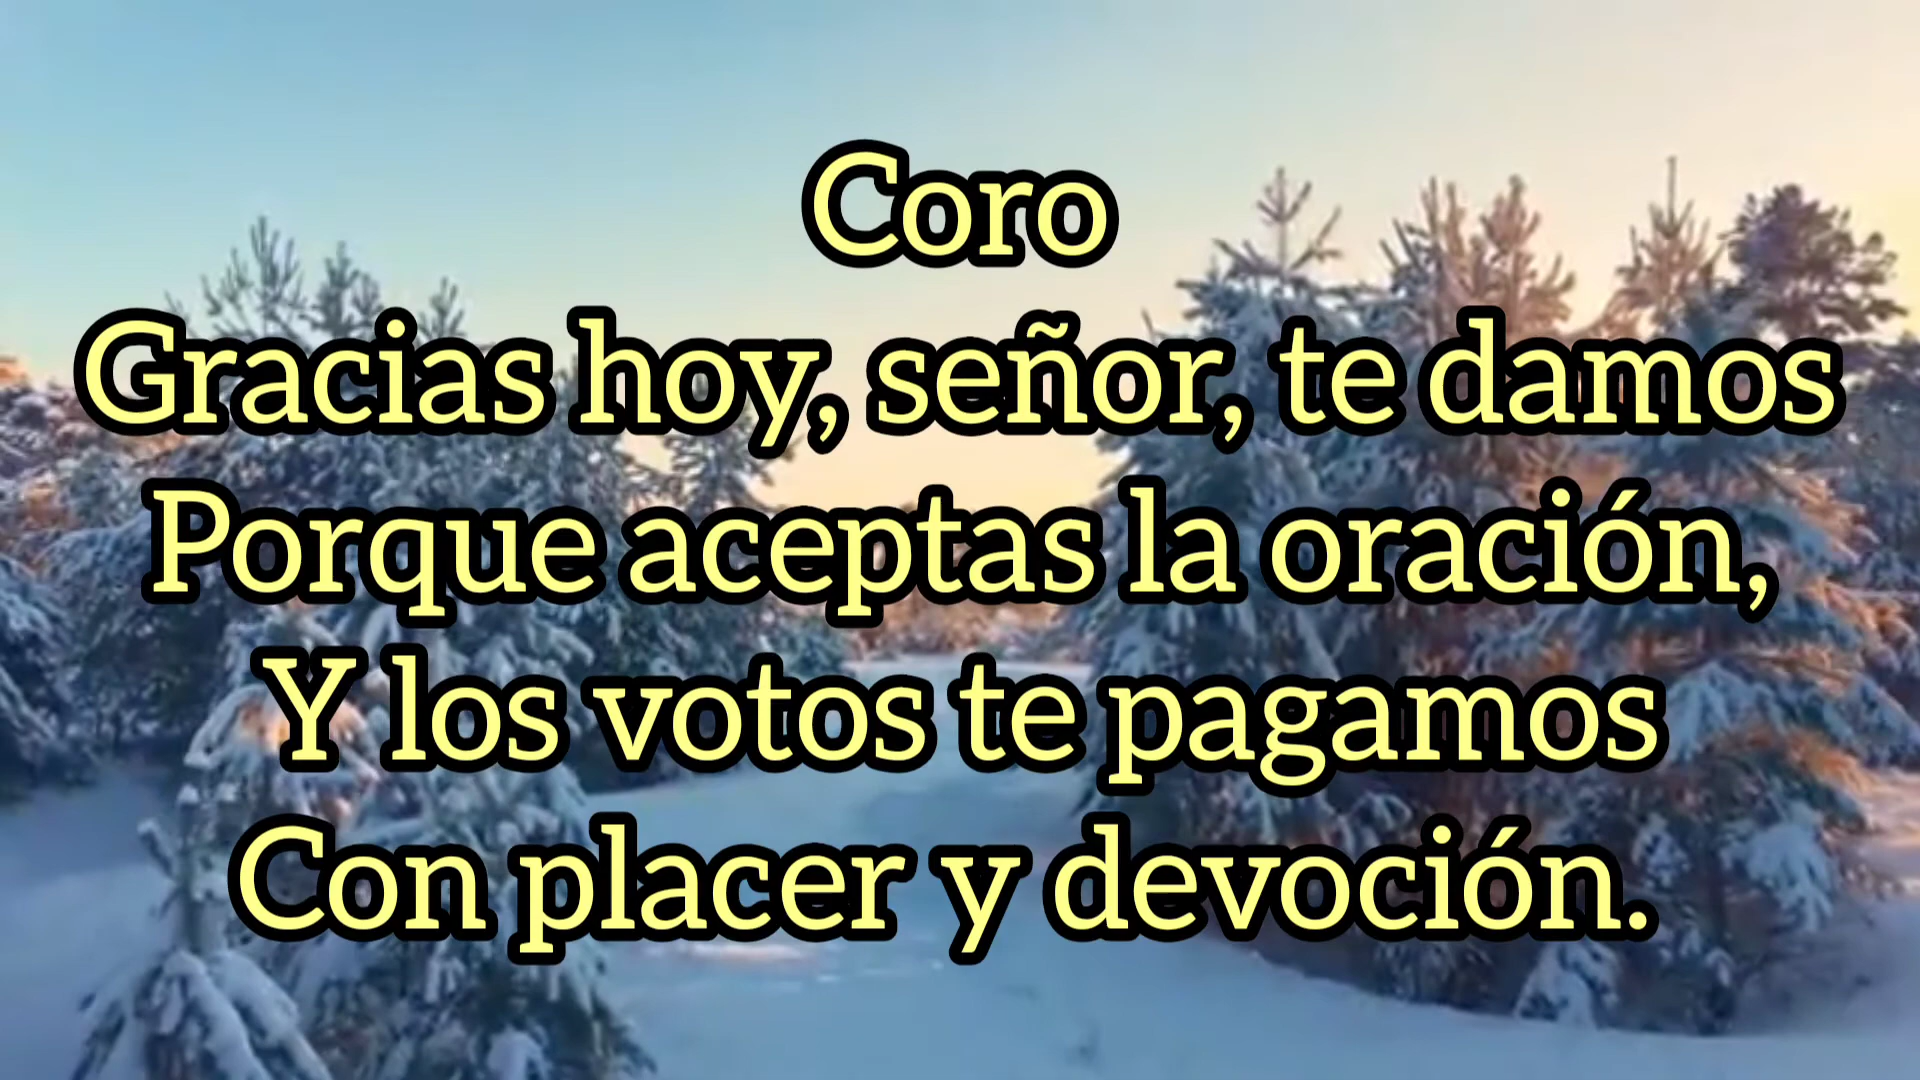 Coro
Gracias hoy, señor, te damos
Porque aceptas la oración,
Y los votos te pagamos
Con placer y devoción.